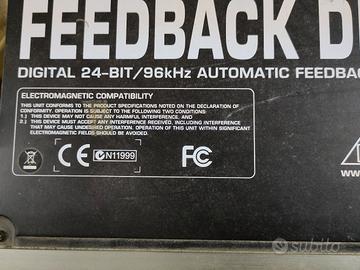 FEEDBACK D
DIGITAL 24-BIT/96kHz AUTOMATIC FEEDBAC
ELECTROMAGNETIC COMPATIBILITY
THIS UNIT CONFORMS TO THE PRODUCT SPECIFICATIONS NOTED ON THE DECLARATION OF
CONFORMITY. OPERATION IS SUBJECT TO THE FOLLOWING TWO CONDITIONS:
1.) THIS DEVICE MAY NOT CAUSE ANY HARMFUL INTERFERENCE, AND
2.) THIS DEVICE MUST ACCEPT ANY INTERFERENCE RECEIVED, INCLUDING INTERFERENCE
THAT MAY CAUSE UNDESIRED OPERATION. OPERATION OF THIS UNIT WITHIN SIGNIFICANT
ELECTROMAGNETIC FIELDS SHOULD BE AVOIDED.
CE N11999 FC
www.
subito